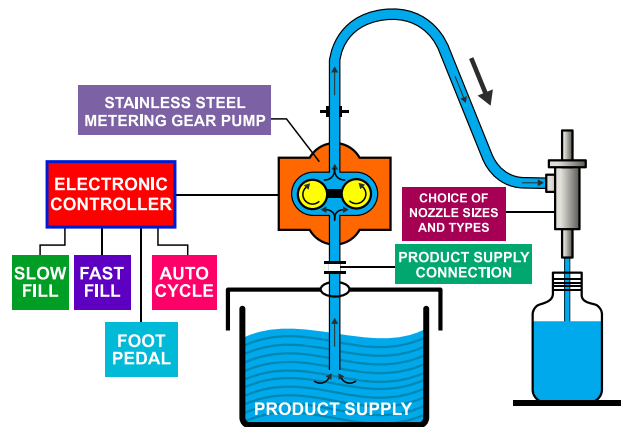 STAINLESS STEEL
METERING GEAR PUMP
ELECTRONIC
CONTROLLER
CHOICE OF
NOZZLE SIZES
AND TYPES
SLOW
FILL
FAST
FILL
AUTO
CYCLE
PRODUCT SUPPLY
CONNECTION
FOOT
PEDAL
PRODUCT SUPPLY